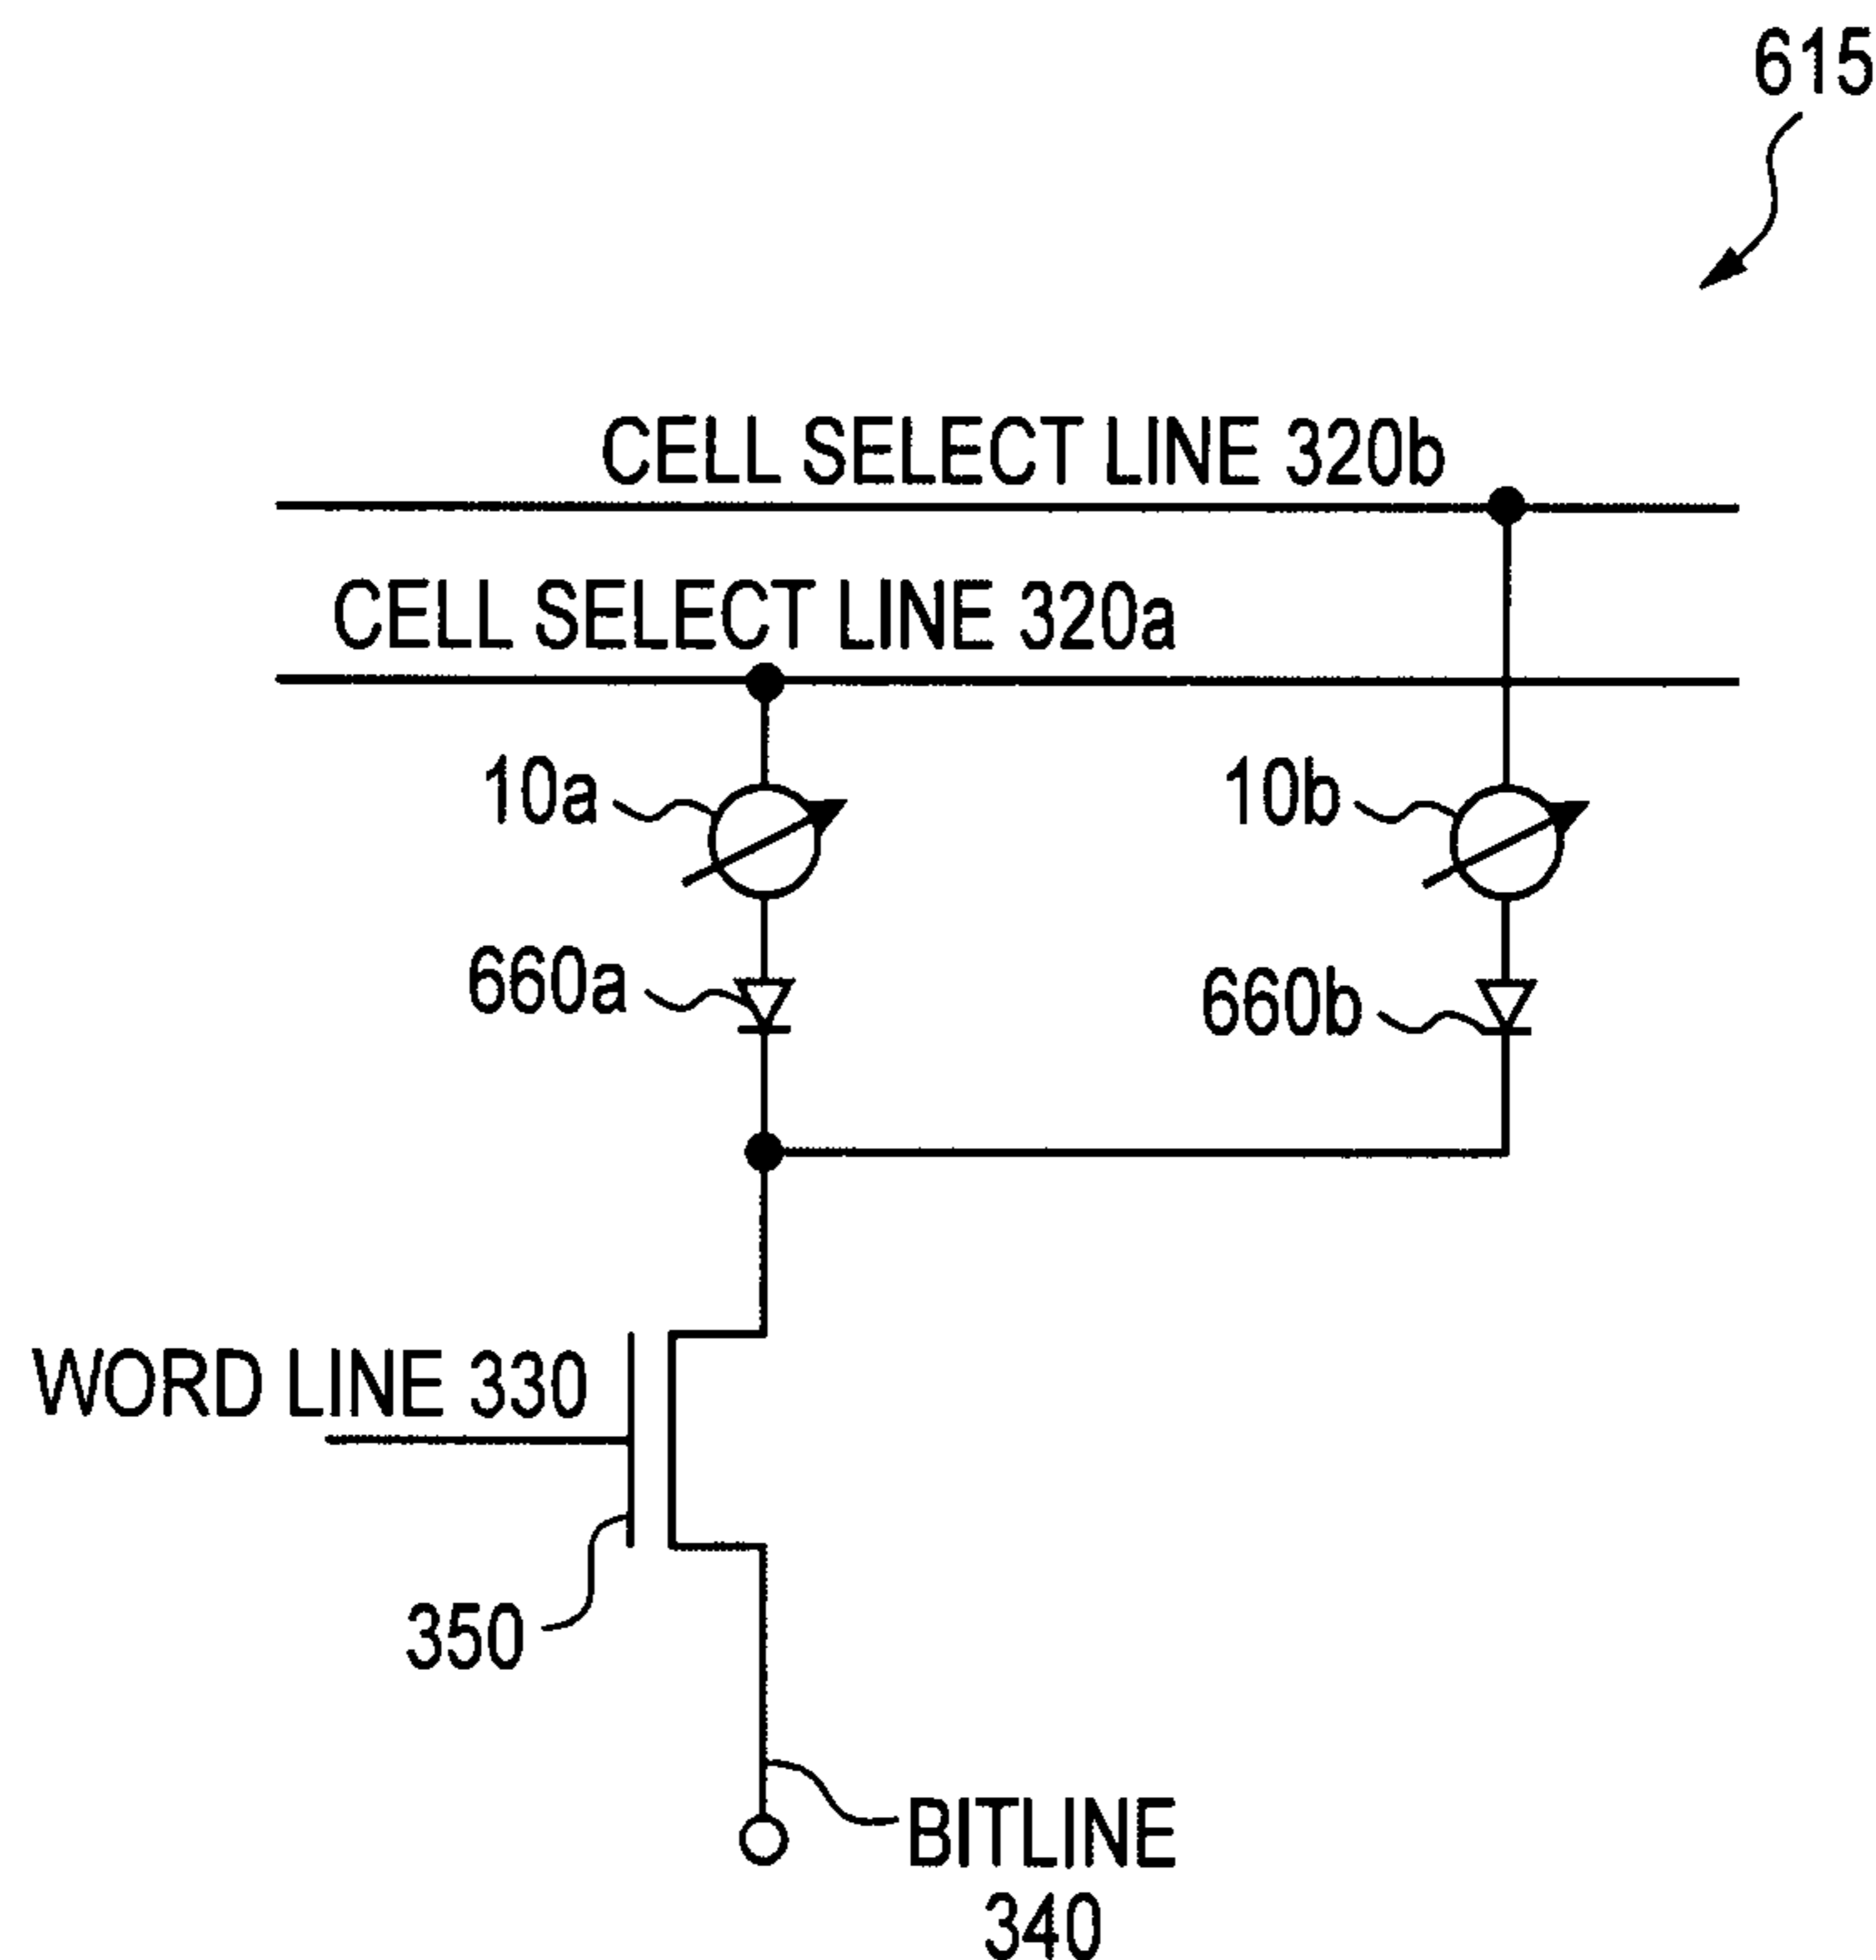 615
CELL SELECT LINE 320b
CELL SELECT LINE 320a
10a
10b
660a
660b
WORD LINE 330
350
BITLINE
340